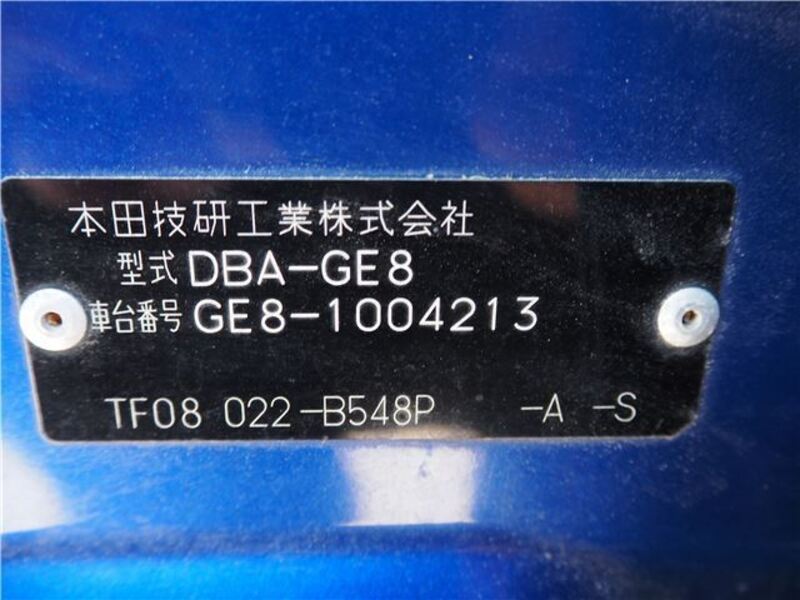 本田技研工業株式会社
型式 DBA-GE8
車台番号 GE8-1004213
TF08 022-B548P -A -S